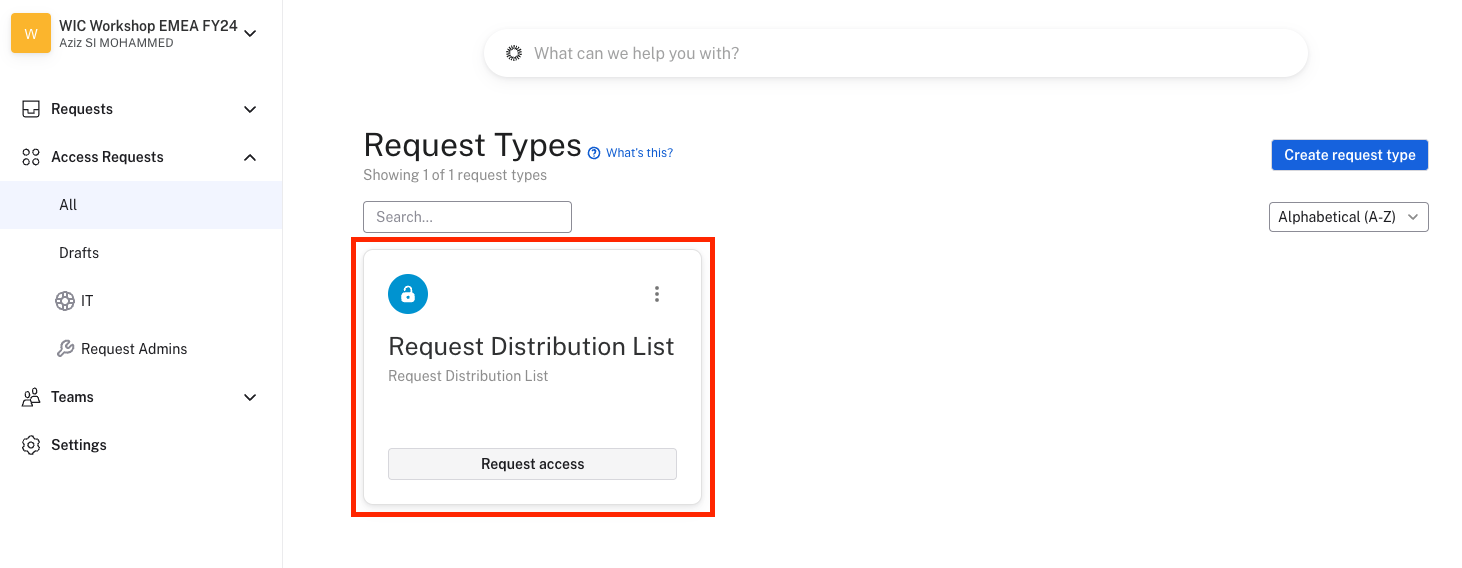 W
WIC Workshop EMEA FY24
Aziz SI MOHAMMED
Requests
Access Requests
All
Drafts
IT
Request Admins
Teams
Settings
What can we help you with?
Request Types
What's this?
Create request type
Showing 1 of 1 request types
Search...
Alphabetical (A-Z)
Request Distribution List
Request Distribution List
Request access